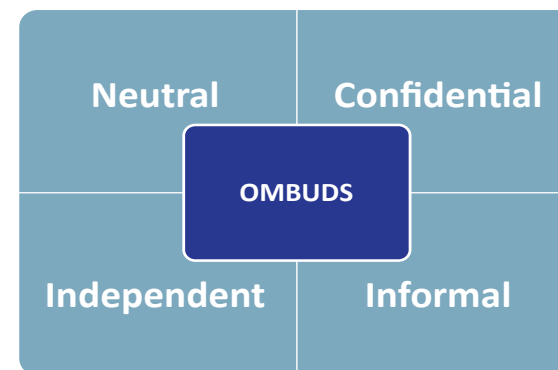 Neutral
Confidential
OMBUDS
Independent
Informal